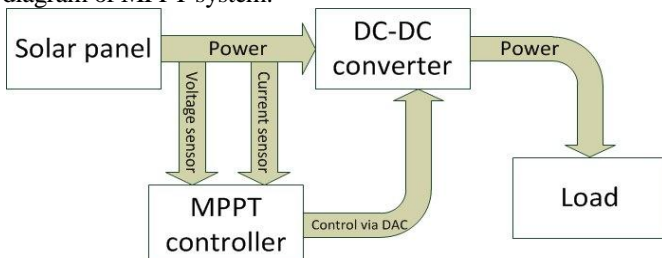 diagram of MPPT system.
Solar panel
Power
DC-DC
converter
Power
Voltage sensor
Current sensor
MPPT
controller
Control via DAC
Load